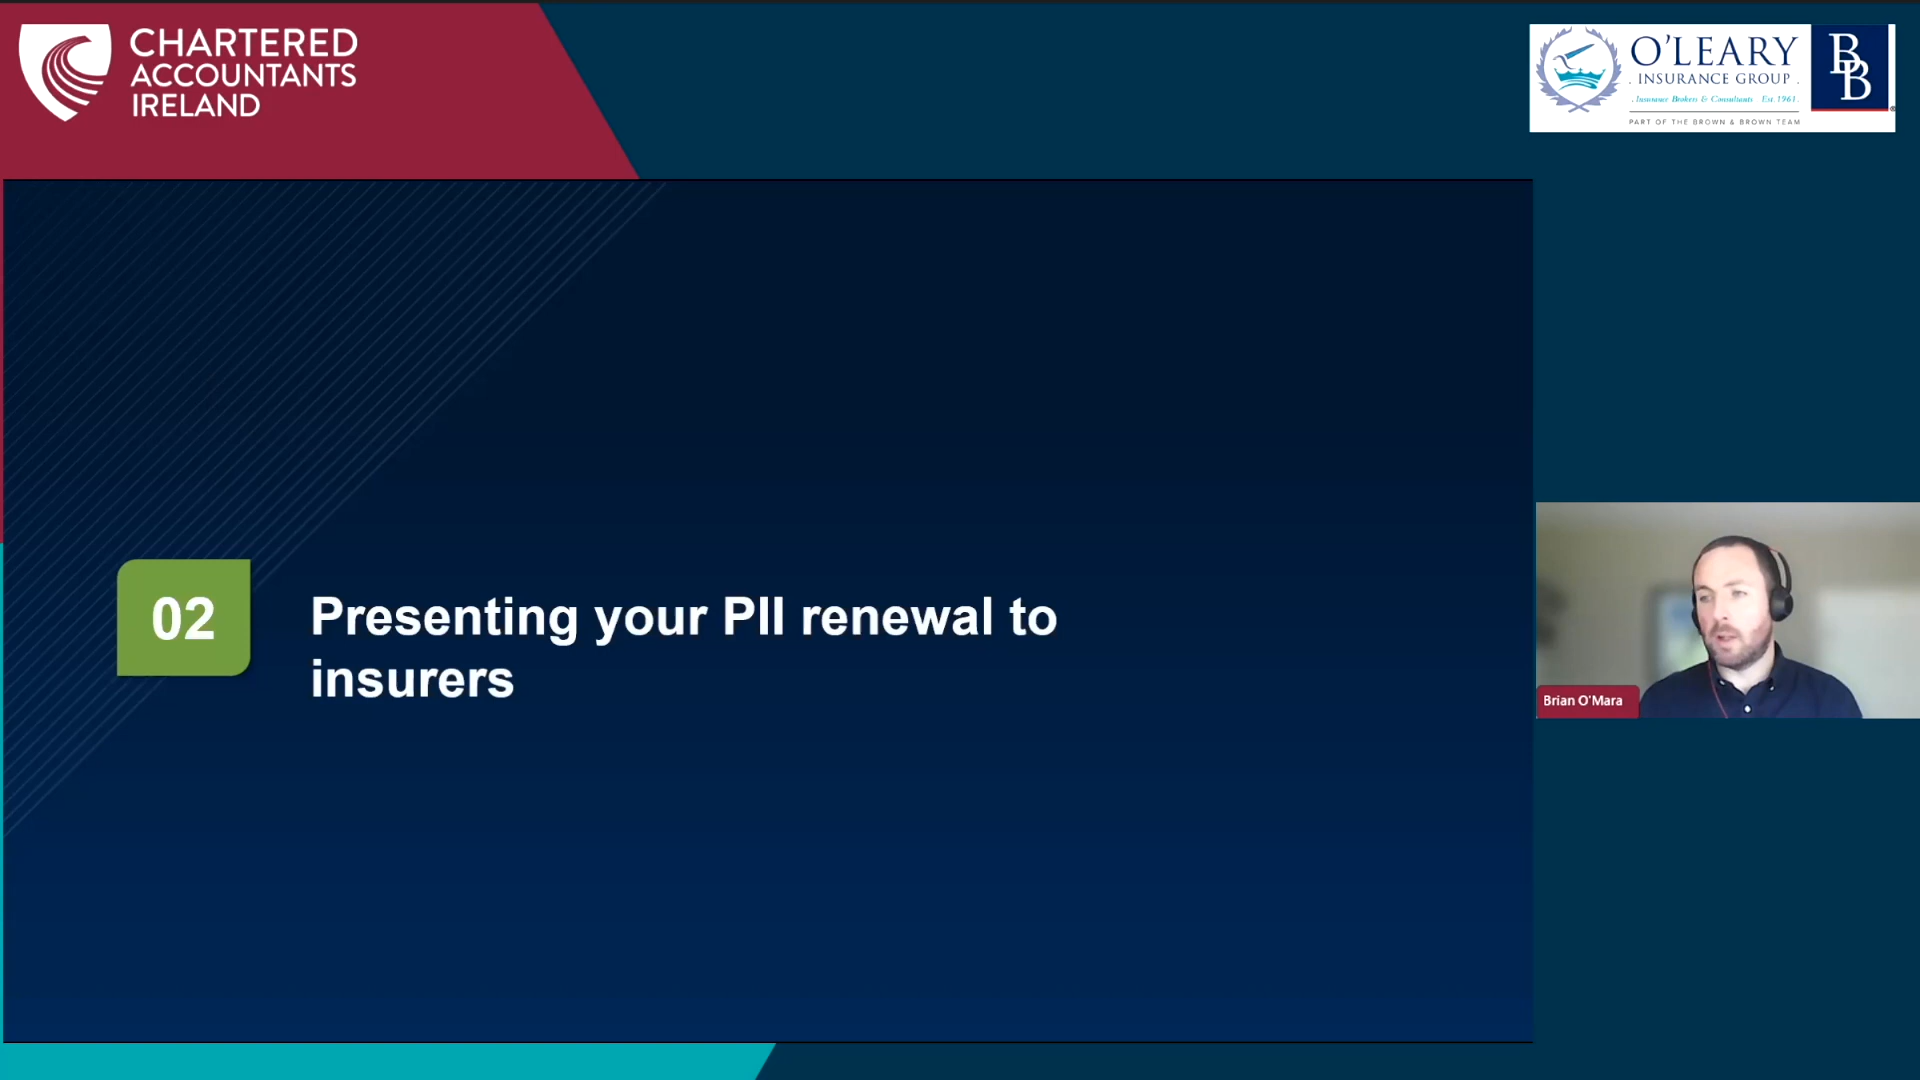 CHARTERED
ACCOUNTANTS
IRELAND
O'LEARY
. INSURANCE GROUP .
. Insurance Brokers & Consultants Est. 1961.
PART OF THE BROWN & BROWN TEAM
BB
02
Presenting your PII renewal to
insurers
Brian O'Mara